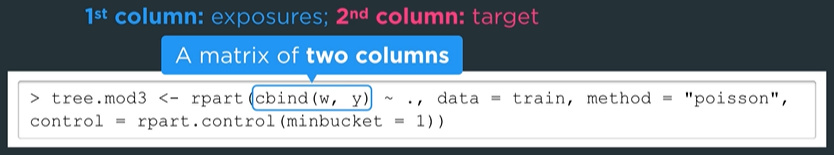 1st column: exposures; 2nd column: target
A matrix of two columns
> tree.mod3 <- rpart(cbind(w, y) ~ ., data = train, method = "poisson",
control = rpart.control(minbucket = 1))